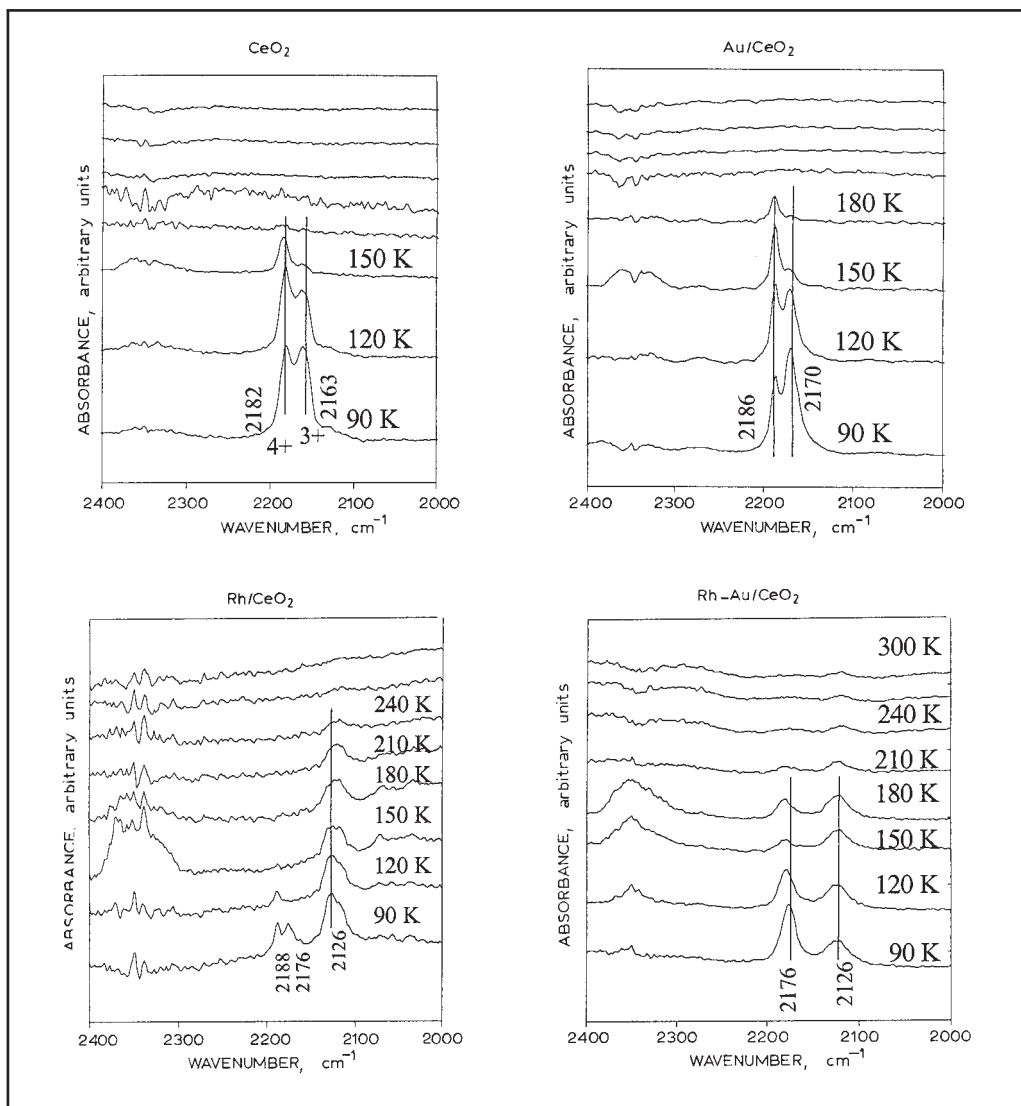 CeO₂
ABSORBANCE, arbitrary units
150 K
120 K
90 K
2182
2163
4+
3+
2400 2300 2200 2100 2000
WAVENUMBER, cm⁻¹
Au/CeO₂
ABSORBANCE, arbitrary units
180 K
150 K
120 K
90 K
2186
2170
2400 2300 2200 2100 2000
WAVENUMBER, cm⁻¹
Rh/CeO₂
ABSORBANCE, arbitrary units
240 K
210 K
180 K
150 K
120 K
90 K
2188
2176
2126
2400 2300 2200 2100 2000
WAVENUMBER, cm⁻¹
Rh-Au/CeO₂
ABSORBANCE, arbitrary units
300 K
240 K
210 K
180 K
150 K
120 K
90 K
2176
2126
2400 2300 2200 2100 2000
WAVENUMBER, cm⁻¹